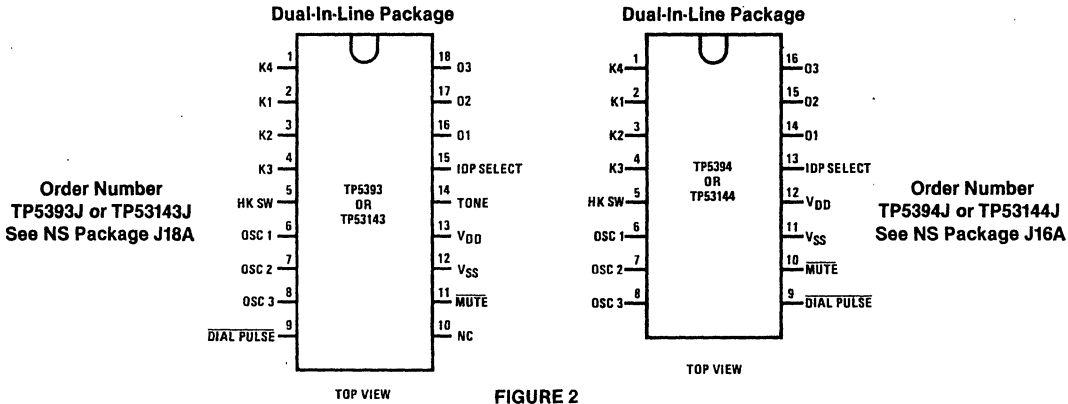 Dual-In-Line Package
K4 1 18 O3
K1 2 17 O2
K2 3 16 O1
K3 4 15 IDP SELECT
HK SW 5 14 TONE
OSC 1 6 13 VDD
OSC 2 7 12 VSS
OSC 3 8 11 MUTE
DIAL PULSE 9 10 NC
TP5393
OR
TP53143
TOP VIEW
Order Number
TP5393J or TP53143J
See NS Package J18A
Dual-In-Line Package
K4 1 16 O3
K1 2 15 O2
K2 3 14 O1
K3 4 13 IDP SELECT
HK SW 5 12 VDD
OSC 1 6 11 VSS
OSC 2 7 10 MUTE
OSC 3 8 9 DIAL PULSE
TP5394
OR
TP53144
TOP VIEW
Order Number
TP5394J or TP53144J
See NS Package J16A
FIGURE 2